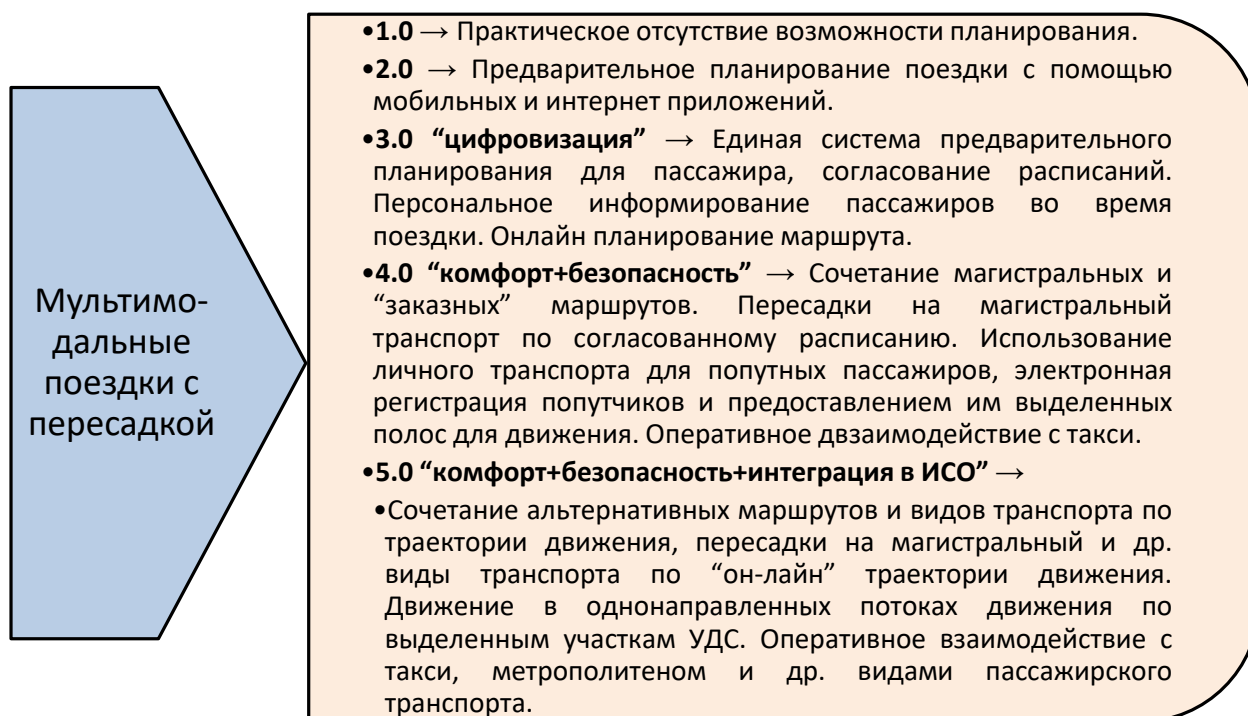 Мультимо-
дальные
поездки с
пересадкой
•1.0 → Практическое отсутствие возможности планирования.
•2.0 → Предварительное планирование поездки с помощью
мобильных и интернет приложений.
•3.0 “цифровизация” → Единая система предварительного
планирования для пассажира, согласование расписаний.
Персональное информирование пассажиров во время
поездки. Онлайн планирование маршрута.
•4.0 “комфорт+безопасность” → Сочетание магистральных и
“заказных” маршрутов. Пересадки на магистральный
транспорт по согласованному расписанию. Использование
личного транспорта для попутных пассажиров, электронная
регистрация попутчиков и предоставлением им выделенных
полос для движения. Оперативное двзаимодействие с такси.
•5.0 “комфорт+безопасность+интеграция в ИСО” →
•Сочетание альтернативных маршрутов и видов транспорта по
траектории движения, пересадки на магистральный и др.
виды транспорта по “он-лайн” траектории движения.
Движение в однонаправленных потоках движения по
выделенным участкам УДС. Оперативное взаимодействие с
такси, метрополитеном и др. видами пассажирского
транспорта.